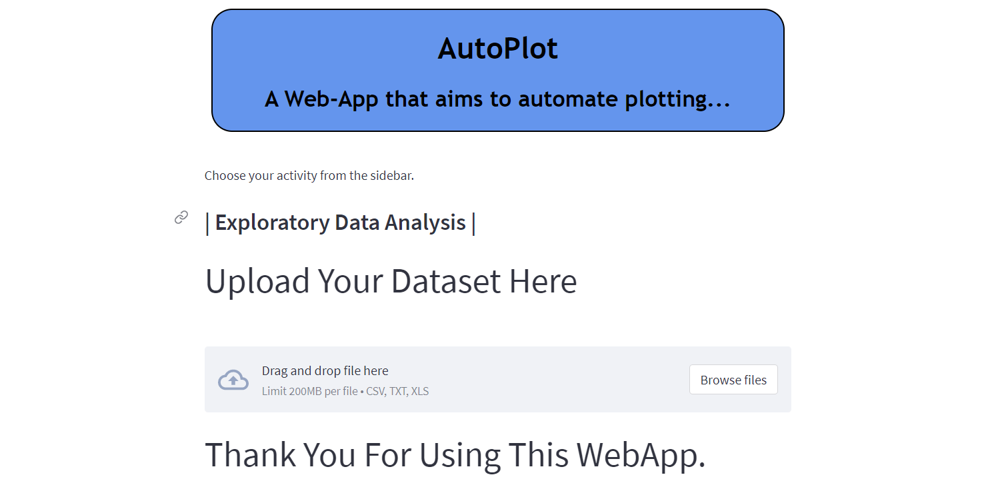 AutoPlot
A Web-App that aims to automate plotting...
Choose your activity from the sidebar.
| Exploratory Data Analysis |
Upload Your Dataset Here
Drag and drop file here
Limit 200MB per file • CSV, TXT, XLS
Browse files
Thank You For Using This WebApp.